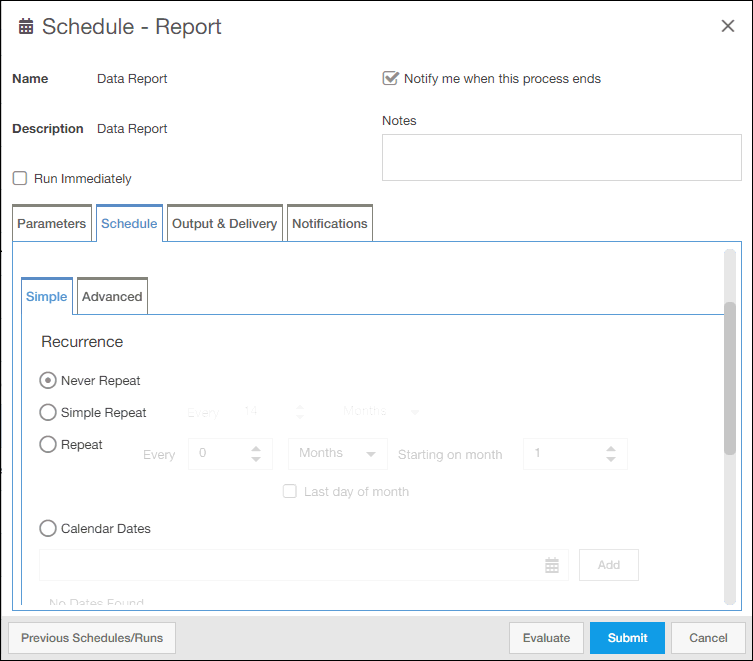 Schedule - Report
Name Data Report
Notify me when this process ends
Description Data Report
Notes
Run Immediately
Parameters Schedule Output & Delivery Notifications
Simple Advanced
Recurrence
Never Repeat
Simple Repeat Every 14 Months
Repeat Every 0 Months Starting on month 1
Last day of month
Calendar Dates
Add
No Dates Found
Previous Schedules/Runs Evaluate Submit Cancel